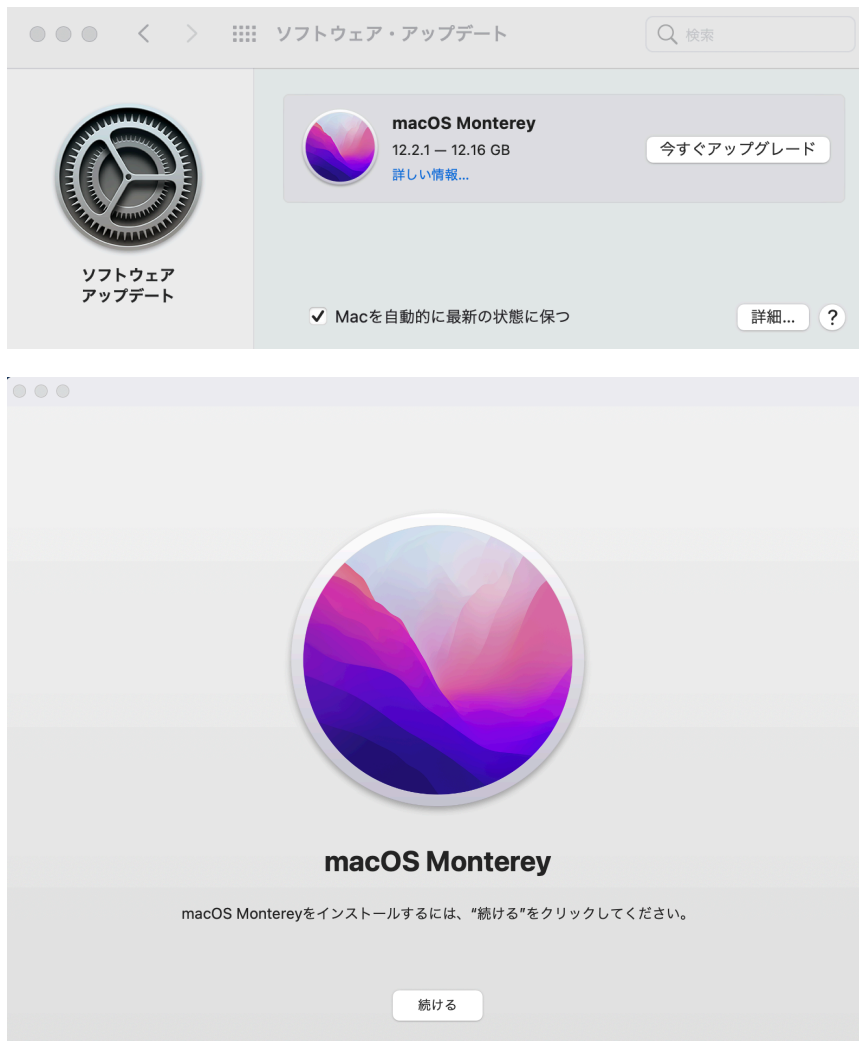 ソフトウェア・アップデート
検索
macOS Monterey
12.2.1 — 12.16 GB
詳しい情報...
今すぐアップグレード
ソフトウェア
アップデート
Macを自動的に最新の状態に保つ
詳細...
?
macOS Monterey
macOS Montereyをインストールするには、“続ける”をクリックしてください。
続ける